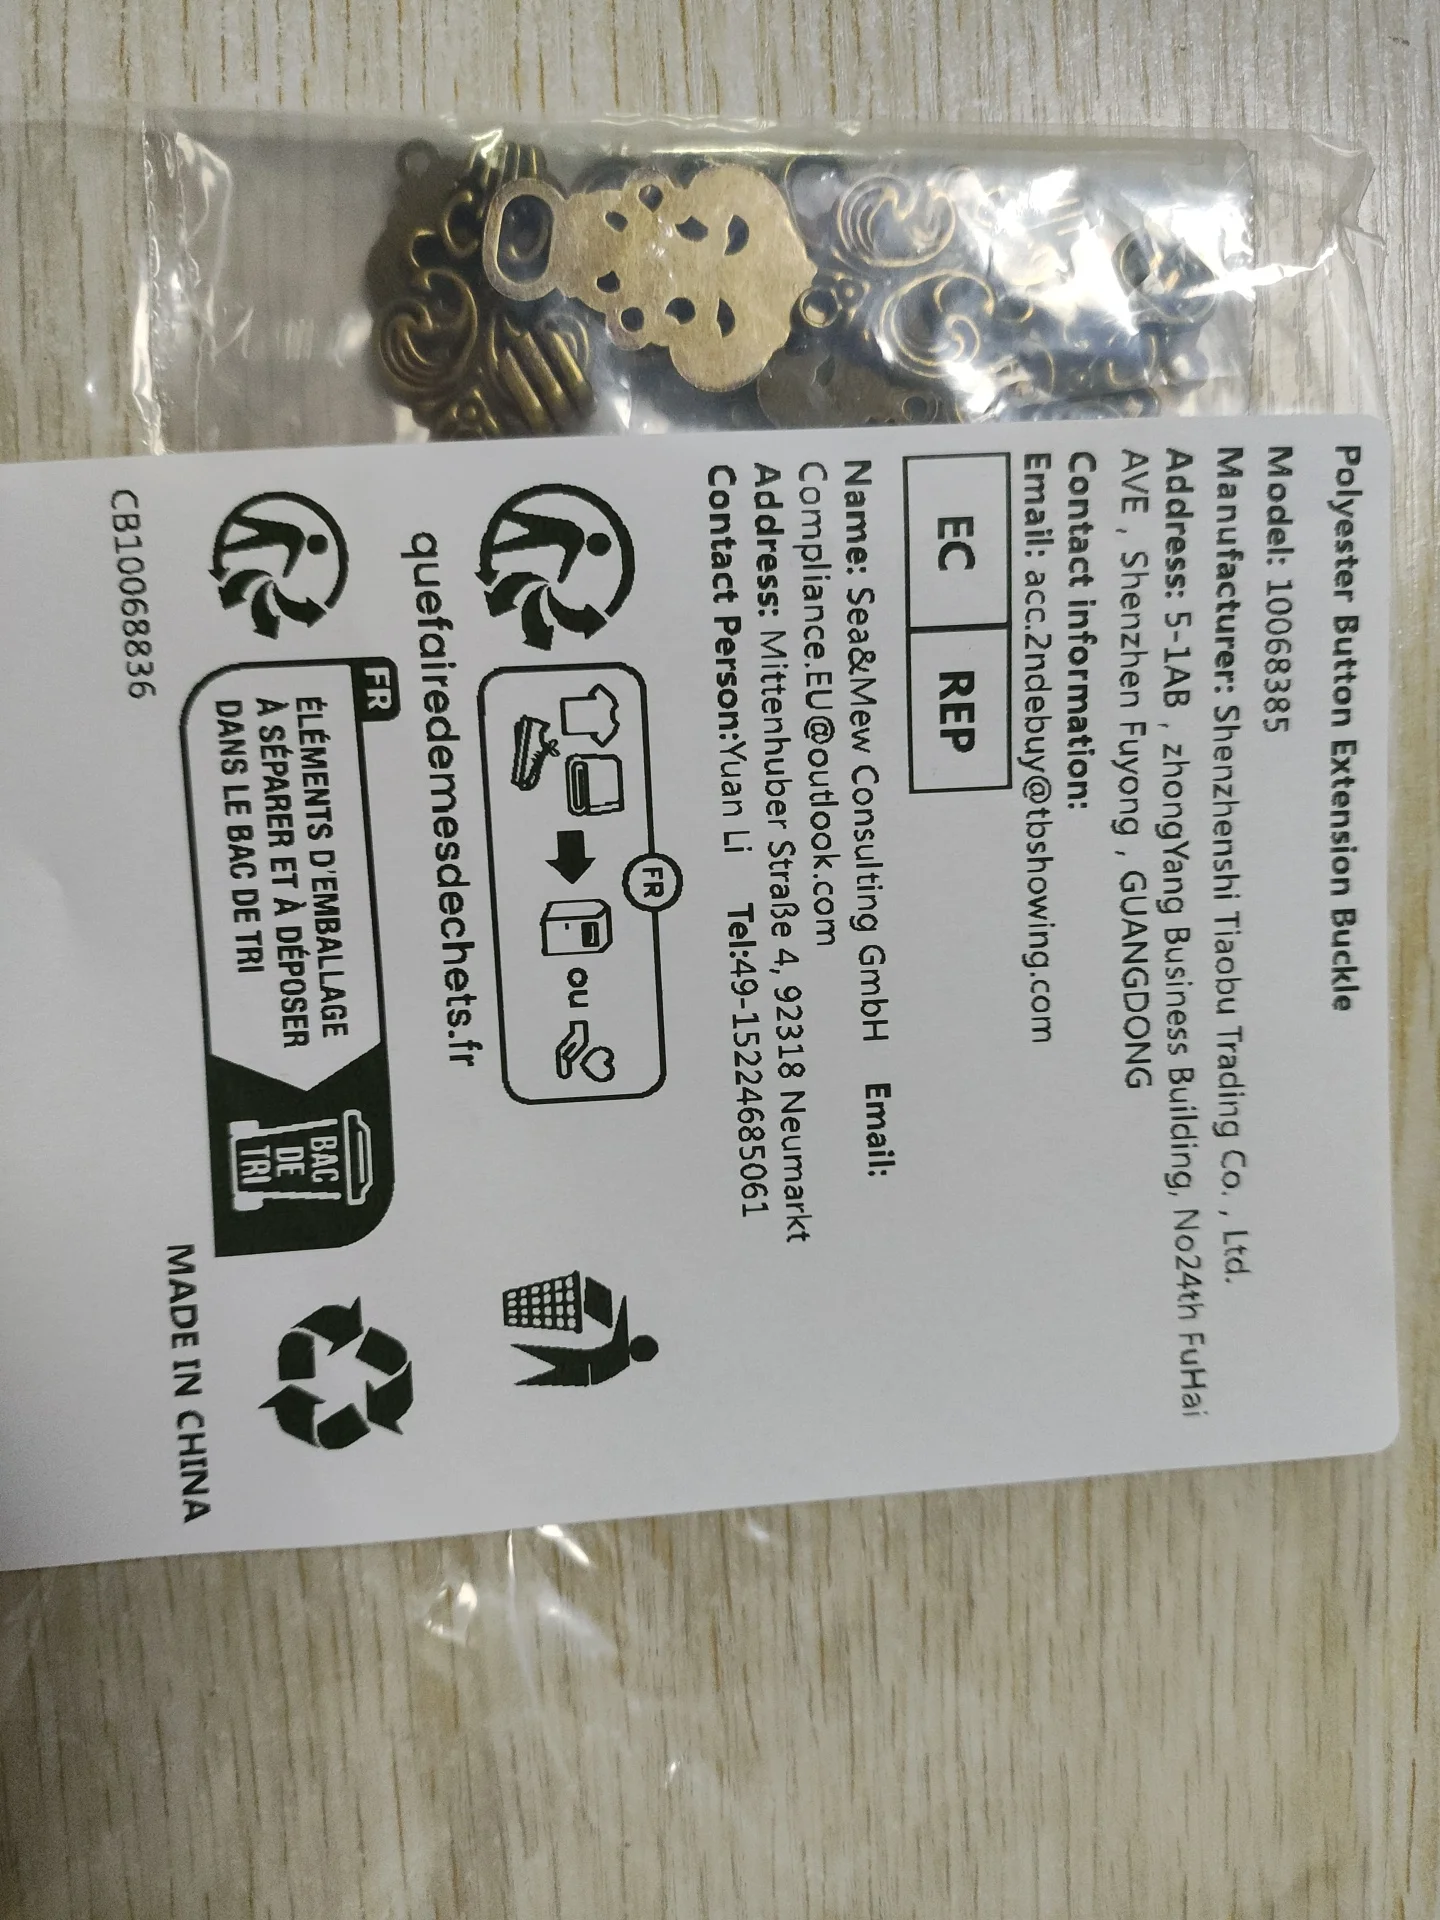 Polyester Button Extension Buckle
Model: 10068385
Manufacturer: Shenzhenshi Tiaobu Trading Co. , Ltd.
Address: 5-1AB , zhongYang Business Building, No24th FuHai
AVE , Shenzhen Fuyong , GUANGDONG
Contact information:
Email: acc.2ndebuy@tbshowing.com
EC REP
Name: Sea&Mew Consulting GmbH Email:
Compliance.EU@outlook.com
Address: Mittenhuber Straße 4, 92318 Neumarkt
Contact Person:Yuan Li Tel:49-15224685061
FR
ou
quefairedemesdechets.fr
FR
ÉLÉMENTS D'EMBALLAGE
À SÉPARER ET À DÉPOSER
DANS LE BAC DE TRI
BAC
DE
TRI
MADE IN CHINA
CB10068836